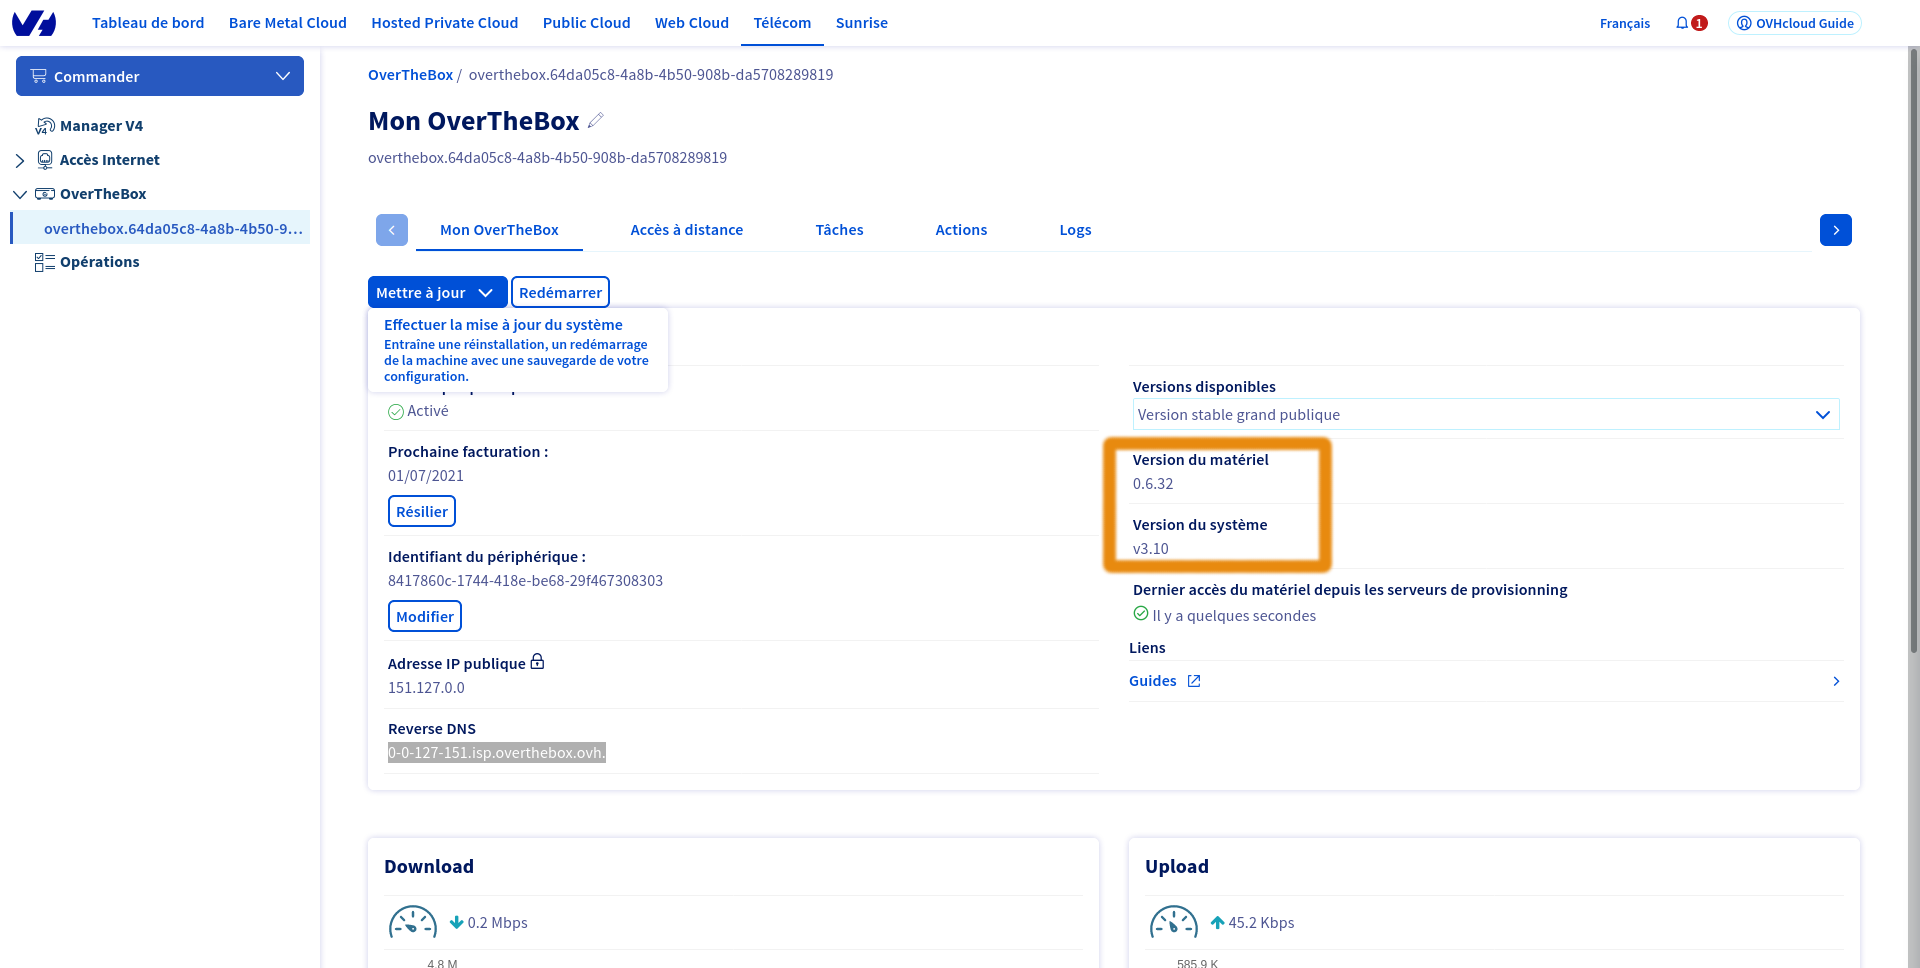 Tableau de bord Bare Metal Cloud Hosted Private Cloud Public Cloud Web Cloud Télécom Sunrise Français 1 OVHcloud Guide
Commander
V4 Manager V4
Accès Internet
OverTheBox
overthebox.64da05c8-4a8b-4b50-9...
Opérations
OverTheBox / overthebox.64da05c8-4a8b-4b50-908b-da5708289819
Mon OverTheBox
overthebox.64da05c8-4a8b-4b50-908b-da5708289819
Mon OverTheBox Accès à distance Tâches Actions Logs
Mettre à jour Redémarrer
Effectuer la mise à jour du système
Entraîne une réinstallation, un redémarrage
de la machine avec une sauvegarde de votre
configuration.
Activé
Prochaine facturation :
01/07/2021
Résilier
Identifiant du périphérique :
8417860c-1744-418e-be68-29f467308303
Modifier
Adresse IP publique
151.127.0.0
Reverse DNS
0-0-127-151.isp.overthebox.ovh.
Versions disponibles
Version stable grand publique
Version du matériel
0.6.32
Version du système
v3.10
Dernier accès du matériel depuis les serveurs de provisionning
Il y a quelques secondes
Liens
Guides
Download
0.2 Mbps
4.8 M
Upload
45.2 Kbps
585.9 K